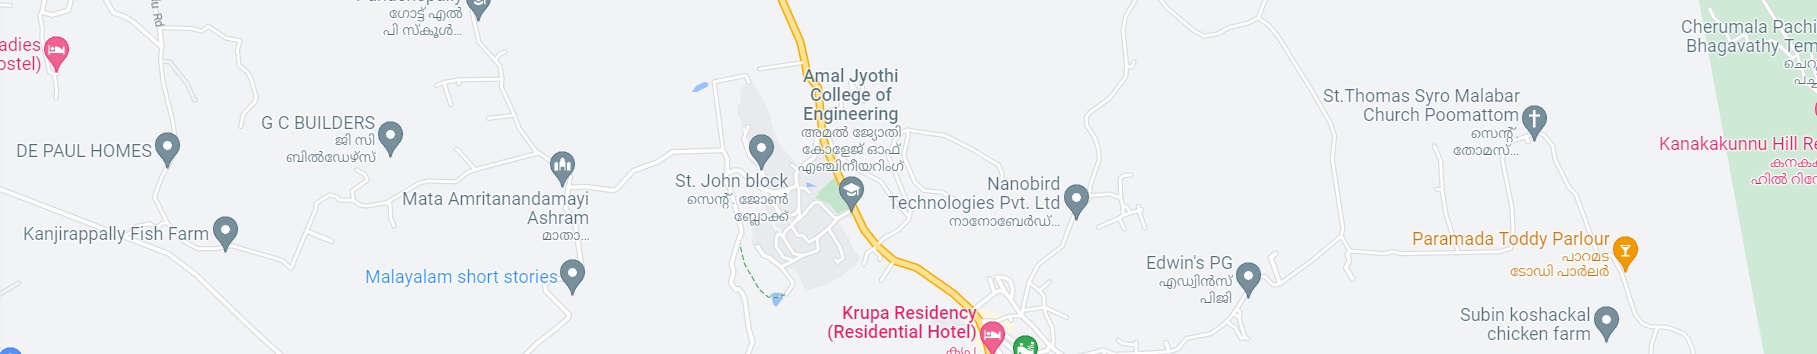 ഗോട്ട് എൽ
പി സ്കൂൾ...
u Rd
adies
ostel)
DE PAUL HOMES
G C BUILDERS
ജി സി
ബിൽഡേഴ്സ്
Mata Amritanandamayi
Ashram
മാതാ...
Kanjirappally Fish Farm
Malayalam short stories
Amal Jyothi
College of
Engineering
അമൽ ജ്യോതി
കോളേജ് ഓഫ്
എഞ്ചിനീയറിംഗ്
St. John block
സെന്റ്. ജോൺ
ബ്ലോക്ക്
Nanobird
Technologies Pvt. Ltd
നാനോബേർഡ്...
Krupa Residency
(Residential Hotel)
Edwin's PG
എഡ്വിൻസ്
പിജി
St.Thomas Syro Malabar
Church Poomattom
സെന്റ്
തോമസ്...
Paramada Toddy Parlour
പാറമട
ടോഡി പാർലർ
Subin koshackal
chicken farm
Cherumala Pachi
Bhagavathy Tem
ചെറു
പച്ച
Kanakakunnu Hill Re
കനകക
ഹിൽ റിസോ